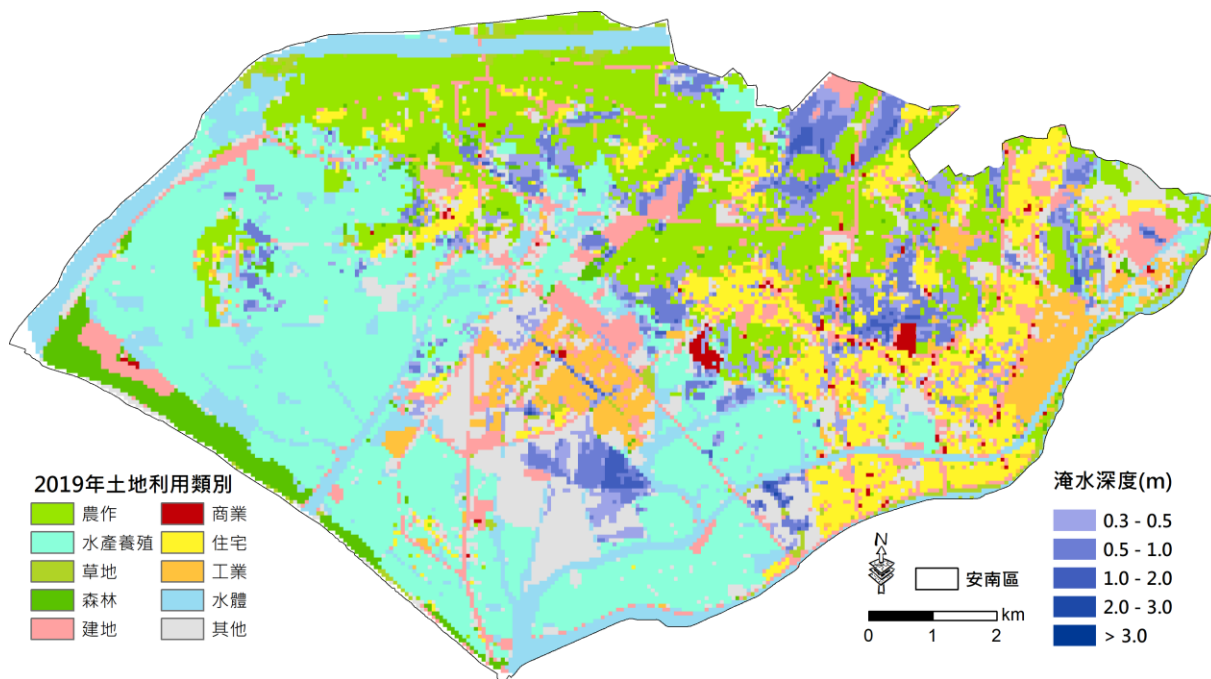 2019年土地利用類別
農作
商業
水產養殖
住宅
草地
工業
森林
水體
建地
其他
N
安南區
km
0 1 2
淹水深度(m)
0.3 - 0.5
0.5 - 1.0
1.0 - 2.0
2.0 - 3.0
> 3.0